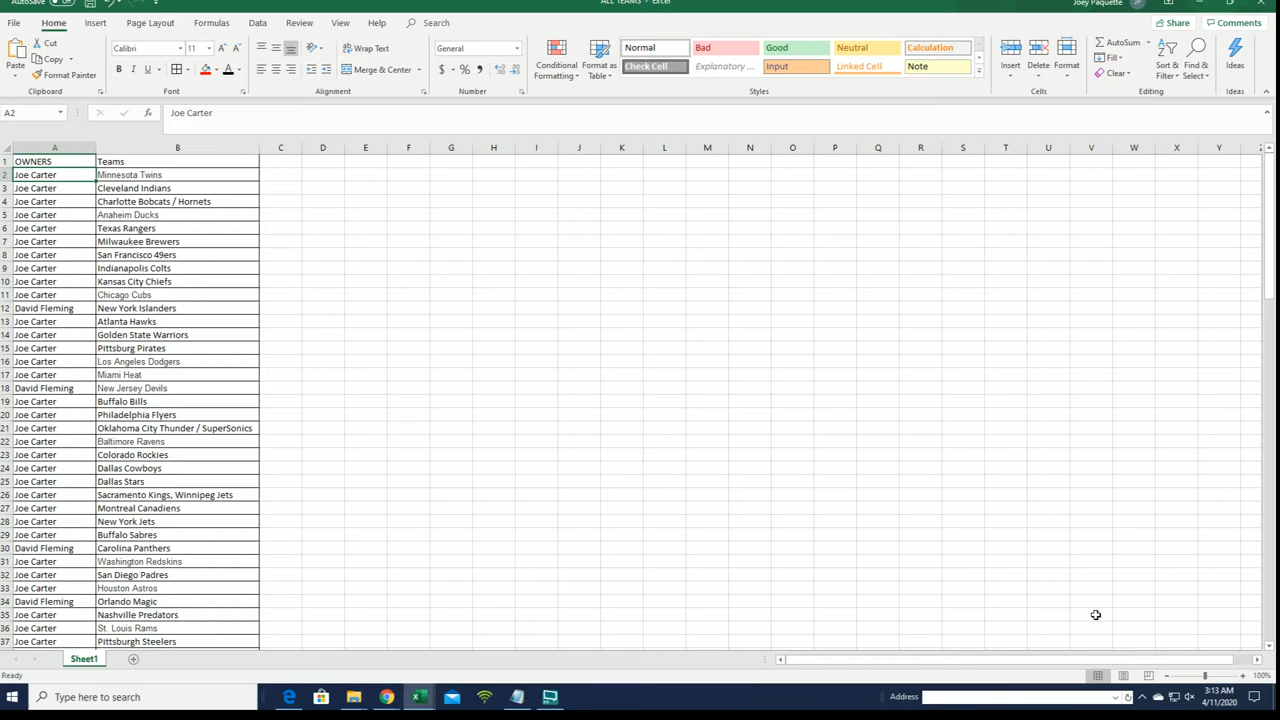 AutoSave Off ALL TEAMS - Excel Joey Paquette JP
File Home Insert Page Layout Formulas Data Review View Help Search Share Comments
Paste Cut Copy Format Painter Clipboard
Calibri 11 B I U A A Font
Wrap Text Merge & Center Alignment
General $ % , Number
Conditional Formatting Format as Table
Normal Bad Good Neutral Calculation
Check Cell Explanatory ... Input Linked Cell Note
Styles
Insert Delete Format Cells
AutoSum Fill Clear Sort & Filter Find & Select Editing
Ideas Ideas
A2 fx Joe Carter
A B C D E F G H I J K L M N O P Q R S T U V W X Y
1 OWNERS Teams
2 Joe Carter Minnesota Twins
3 Joe Carter Cleveland Indians
4 Joe Carter Charlotte Bobcats / Hornets
5 Joe Carter Anaheim Ducks
6 Joe Carter Texas Rangers
7 Joe Carter Milwaukee Brewers
8 Joe Carter San Francisco 49ers
9 Joe Carter Indianapolis Colts
10 Joe Carter Kansas City Chiefs
11 Joe Carter Chicago Cubs
12 David Fleming New York Islanders
13 Joe Carter Atlanta Hawks
14 Joe Carter Golden State Warriors
15 Joe Carter Pittsburg Pirates
16 Joe Carter Los Angeles Dodgers
17 Joe Carter Miami Heat
18 David Fleming New Jersey Devils
19 Joe Carter Buffalo Bills
20 Joe Carter Philadelphia Flyers
21 Joe Carter Oklahoma City Thunder / SuperSonics
22 Joe Carter Baltimore Ravens
23 Joe Carter Colorado Rockies
24 Joe Carter Dallas Cowboys
25 Joe Carter Dallas Stars
26 Joe Carter Sacramento Kings, Winnipeg Jets
27 Joe Carter Montreal Canadiens
28 Joe Carter New York Jets
29 Joe Carter Buffalo Sabres
30 David Fleming Carolina Panthers
31 Joe Carter Washington Redskins
32 Joe Carter San Diego Padres
33 Joe Carter Houston Astros
34 David Fleming Orlando Magic
35 Joe Carter Nashville Predators
36 Joe Carter St. Louis Rams
37 Joe Carter Pittsburgh Steelers
Sheet1
Ready 100%
Type here to search Address 3:13 AM
4/11/2020